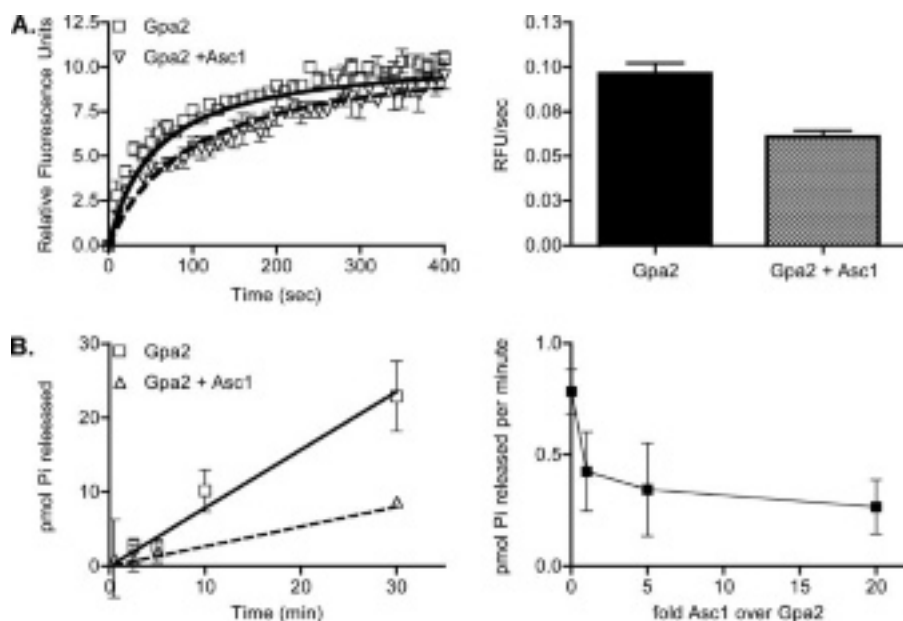 A.
Relative Fluorescence Units
12.5
10.0
7.5
5.0
2.5
0.0
Gpa2
Gpa2 +Asc1
0
100
200
300
400
Time (sec)
RFU/sec
0.13
0.10
0.08
0.05
0.03
0.00
Gpa2
Gpa2 + Asc1
B.
pmol Pi releeased
30
20
10
0
Gpa2
Gpa2 + Asc1
0
10
20
30
Time (min)
pmol Pi released per minute
1.0
0.5
0.0
0
5
10
15
20
fold Asc1 over Gpa2